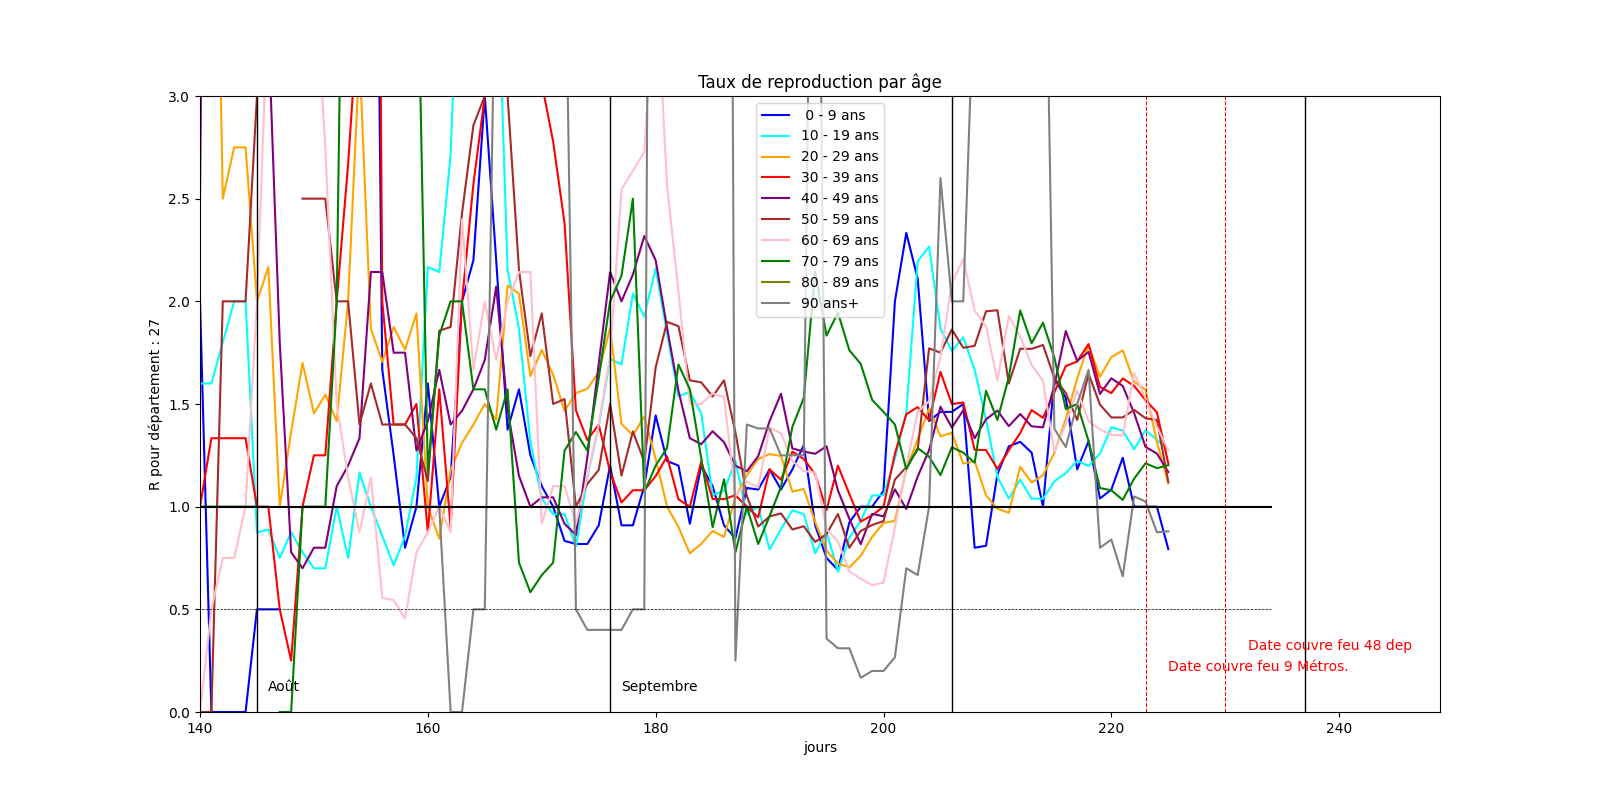 Taux de reproduction par âge
R pour département : 27
3.0
2.5
2.0
1.5
1.0
0.5
0.0
0 - 9 ans
10 - 19 ans
20 - 29 ans
30 - 39 ans
40 - 49 ans
50 - 59 ans
60 - 69 ans
70 - 79 ans
80 - 89 ans
90 ans+
Date couvre feu 48 dep
Date couvre feu 9 Métros.
Août
Septembre
140
160
180
200
220
240
jours